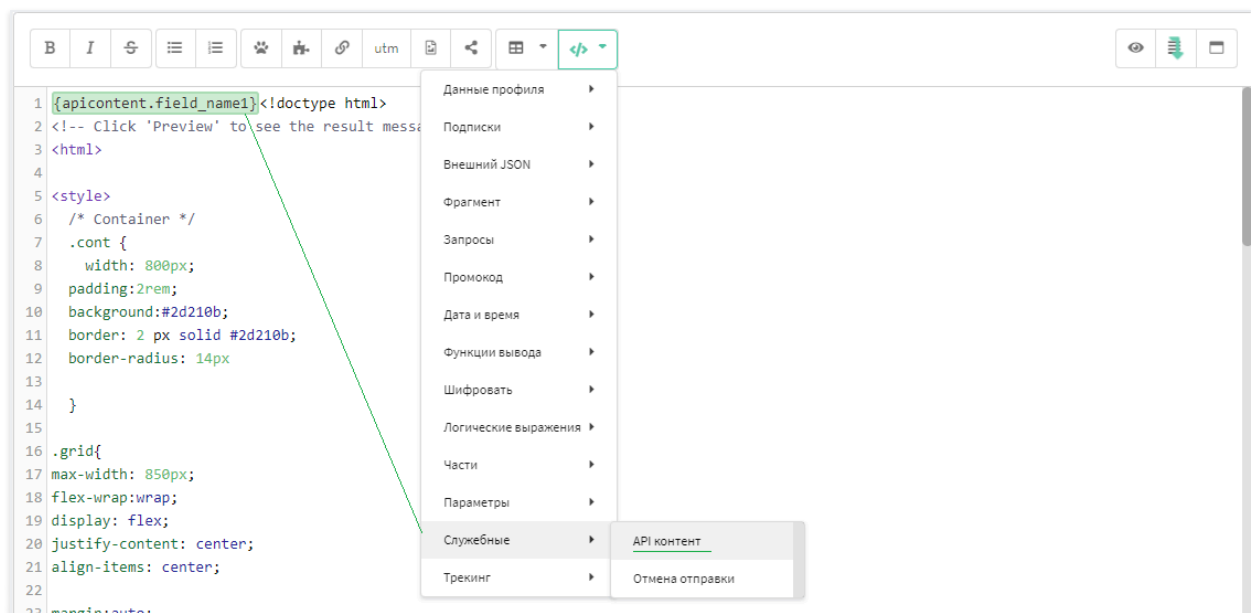 B I S utm </>
1 {apicontent.field_name1}<!doctype html>
2 <!-- Click 'Preview' to see the result messa
3 <html>
4
5 <style>
6 /* Container */
7 .cont {
8 width: 800px;
9 padding:2rem;
10 background:#2d210b;
11 border: 2 px solid #2d210b;
12 border-radius: 14px
13
14 }
15
16 .grid{
17 max-width: 850px;
18 flex-wrap:wrap;
19 display: flex;
20 justify-content: center;
21 align-items: center;
22
23 margin:auto;
Данные профиля
Подписки
Внешний JSON
Фрагмент
Запросы
Промокод
Дата и время
Функции вывода
Шифровать
Логические выражения
Части
Параметры
Служебные
Трекинг
API контент
Отмена отправки